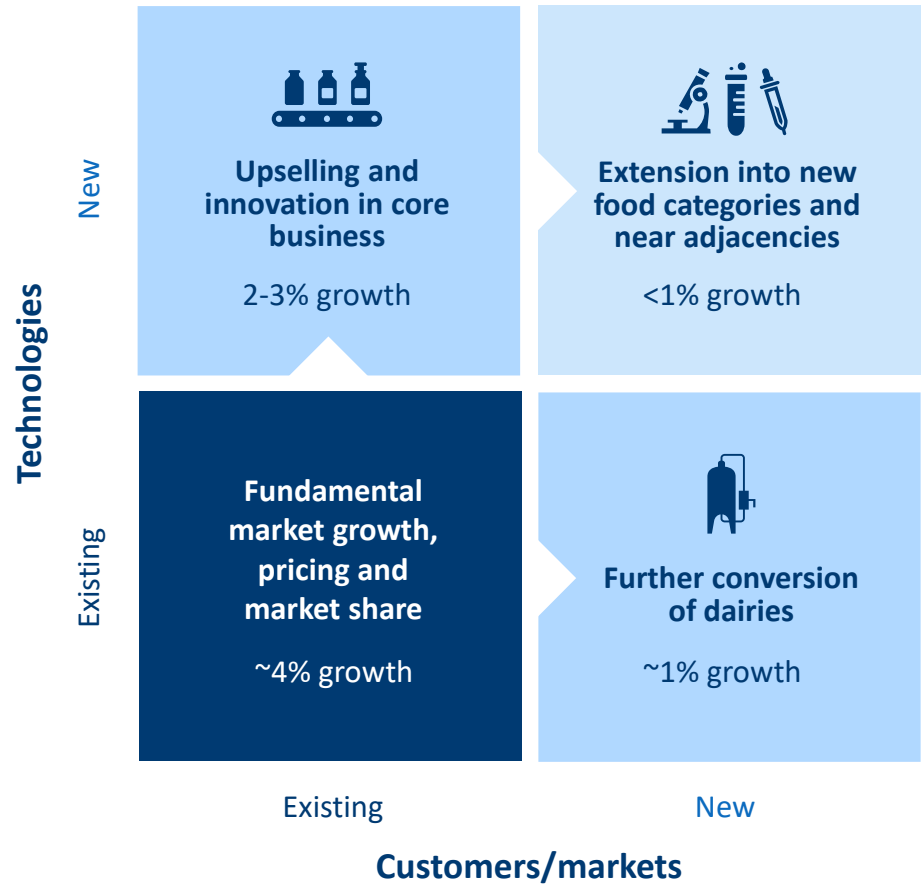 Technologies
New
Upselling and
innovation in core
business
2-3% growth
Extension into new
food categories and
near adjacencies
<1% growth
Existing
Fundamental
market growth,
pricing and
market share
~4% growth
Further conversion
of dairies
~1% growth
Existing
New
Customers/markets